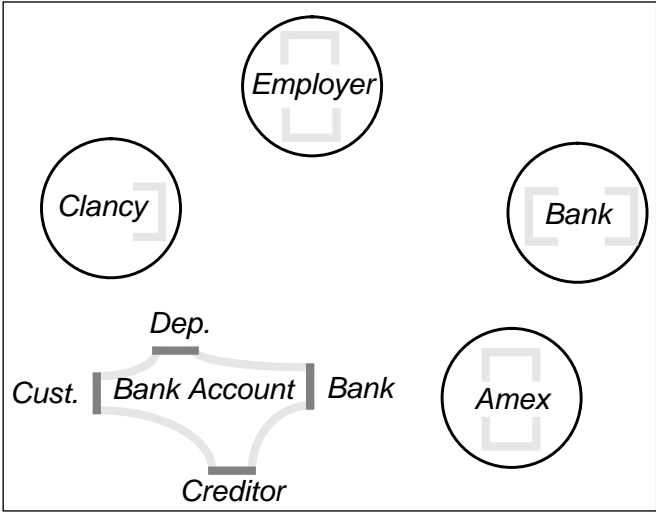 Employer
Clancy
Bank
Dep.
Cust.
Bank Account
Bank
Amex
Creditor